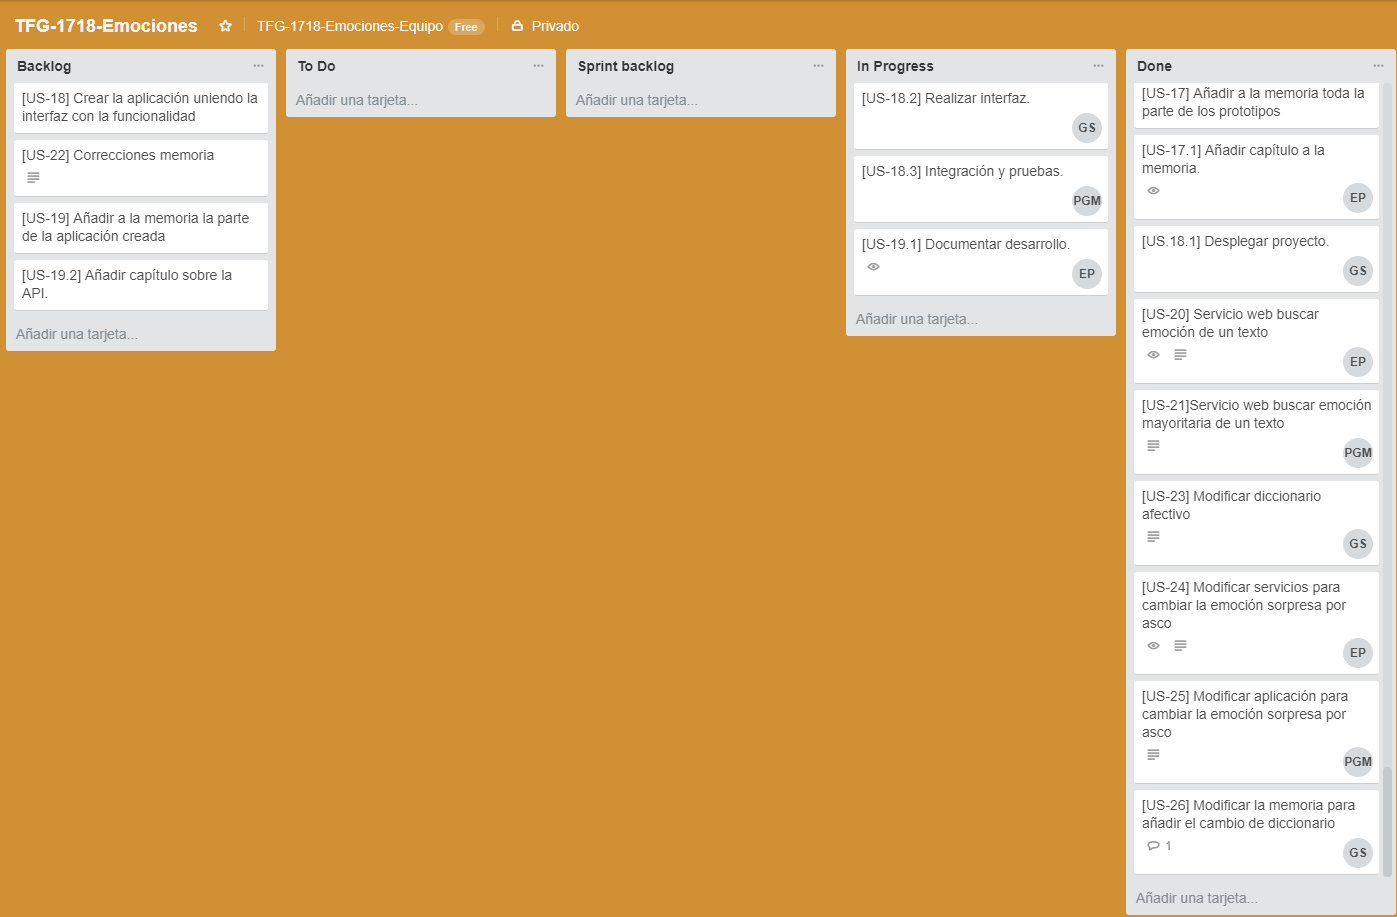 TFG-1718-Emociones
TFG-1718-Emociones-Equipo Free
Privado
Backlog
[US-18] Crear la aplicación uniendo la
interfaz con la funcionalidad
[US-22] Correcciones memoria
[US-19] Añadir a la memoria la parte
de la aplicación creada
[US-19.2] Añadir capítulo sobre la
API.
Añadir una tarjeta...
To Do
Añadir una tarjeta...
Sprint backlog
Añadir una tarjeta...
In Progress
[US-18.2] Realizar interfaz.
GS
[US-18.3] Integración y pruebas.
PGM
[US-19.1] Documentar desarrollo.
EP
Añadir una tarjeta...
Done
[US-17] Añadir a la memoria toda la
parte de los prototipos
[US-17.1] Añadir capítulo a la
memoria.
EP
[US.18.1] Desplegar proyecto.
GS
[US-20] Servicio web buscar
emoción de un texto
EP
[US-21]Servicio web buscar emoción
mayoritaria de un texto
PGM
[US-23] Modificar diccionario
afectivo
GS
[US-24] Modificar servicios para
cambiar la emoción sorpresa por
asco
EP
[US-25] Modificar aplicación para
cambiar la emoción sorpresa por
asco
PGM
[US-26] Modificar la memoria para
añadir el cambio de diccionario
1
GS
Añadir una tarjeta...